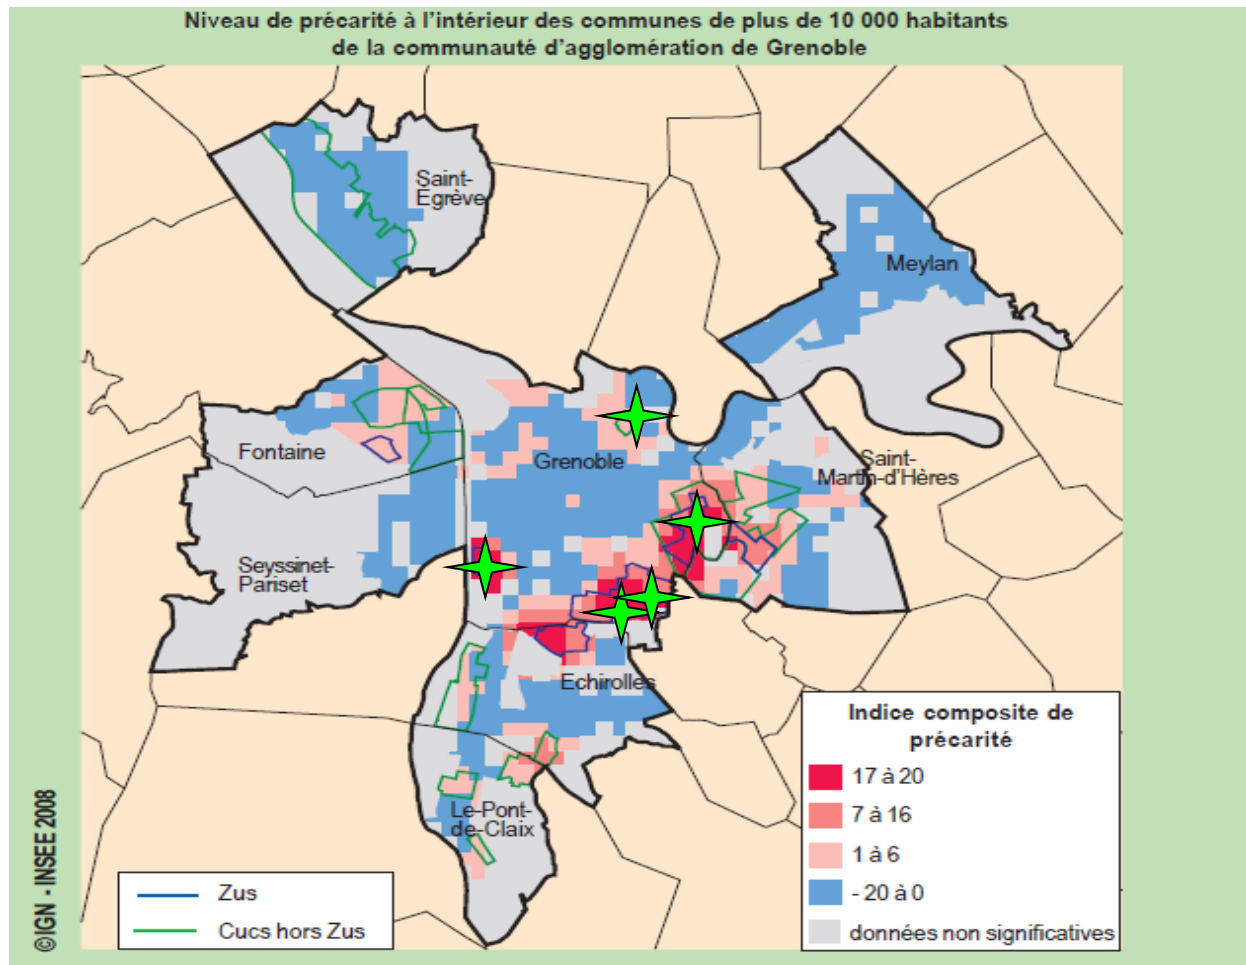 Niveau de précarité à l'intérieur des communes de plus de 10 000 habitants
de la communauté d'agglomération de Grenoble
Saint-
Egrève
Meylan
Fontaine
Grenoble
Saint-
Martin-d'Hères
Seyssinet-
Pariset
Echirolles
Le-Pont-
de-Claix
Indice composite de
précarité
17 à 20
7 à 16
1 à 6
- 20 à 0
données non significatives
Zus
Cucs hors Zus
©IGN - INSEE 2008